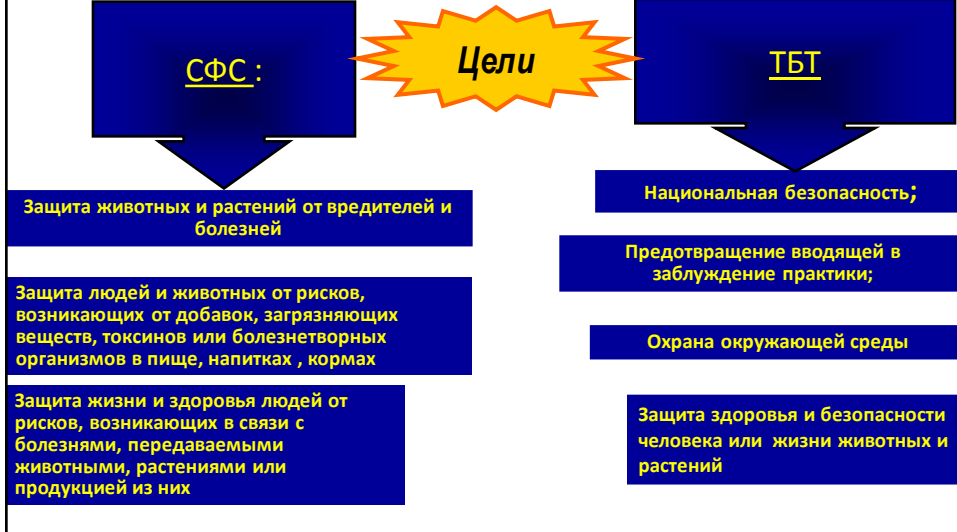 СФС :
Цели
ТБТ
Защита животных и растений от вредителей и
болезней
Защита людей и животных от рисков,
возникающих от добавок, загрязняющих
веществ, токсинов или болезнетворных
организмов в пище, напитках , кормах
Защита жизни и здоровья людей от
рисков, возникающих в связи с
болезнями, передаваемыми
животными, растениями или
продукцией из них
Национальная безопасность;
Предотвращение вводящей в
заблуждение практики;
Охрана окружающей среды
Защита здоровья и безопасности
человека или жизни животных и
растений